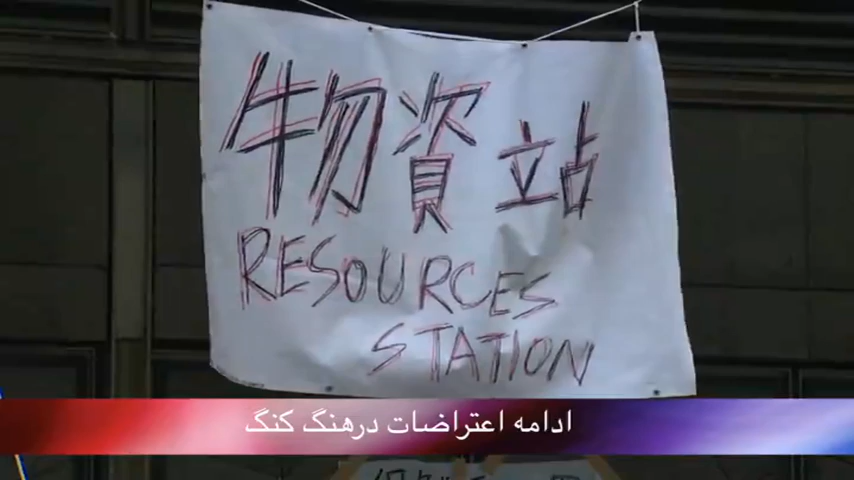 物資站
RESOURCES
STATION
ادامه اعتراضات درهنگ کنگ